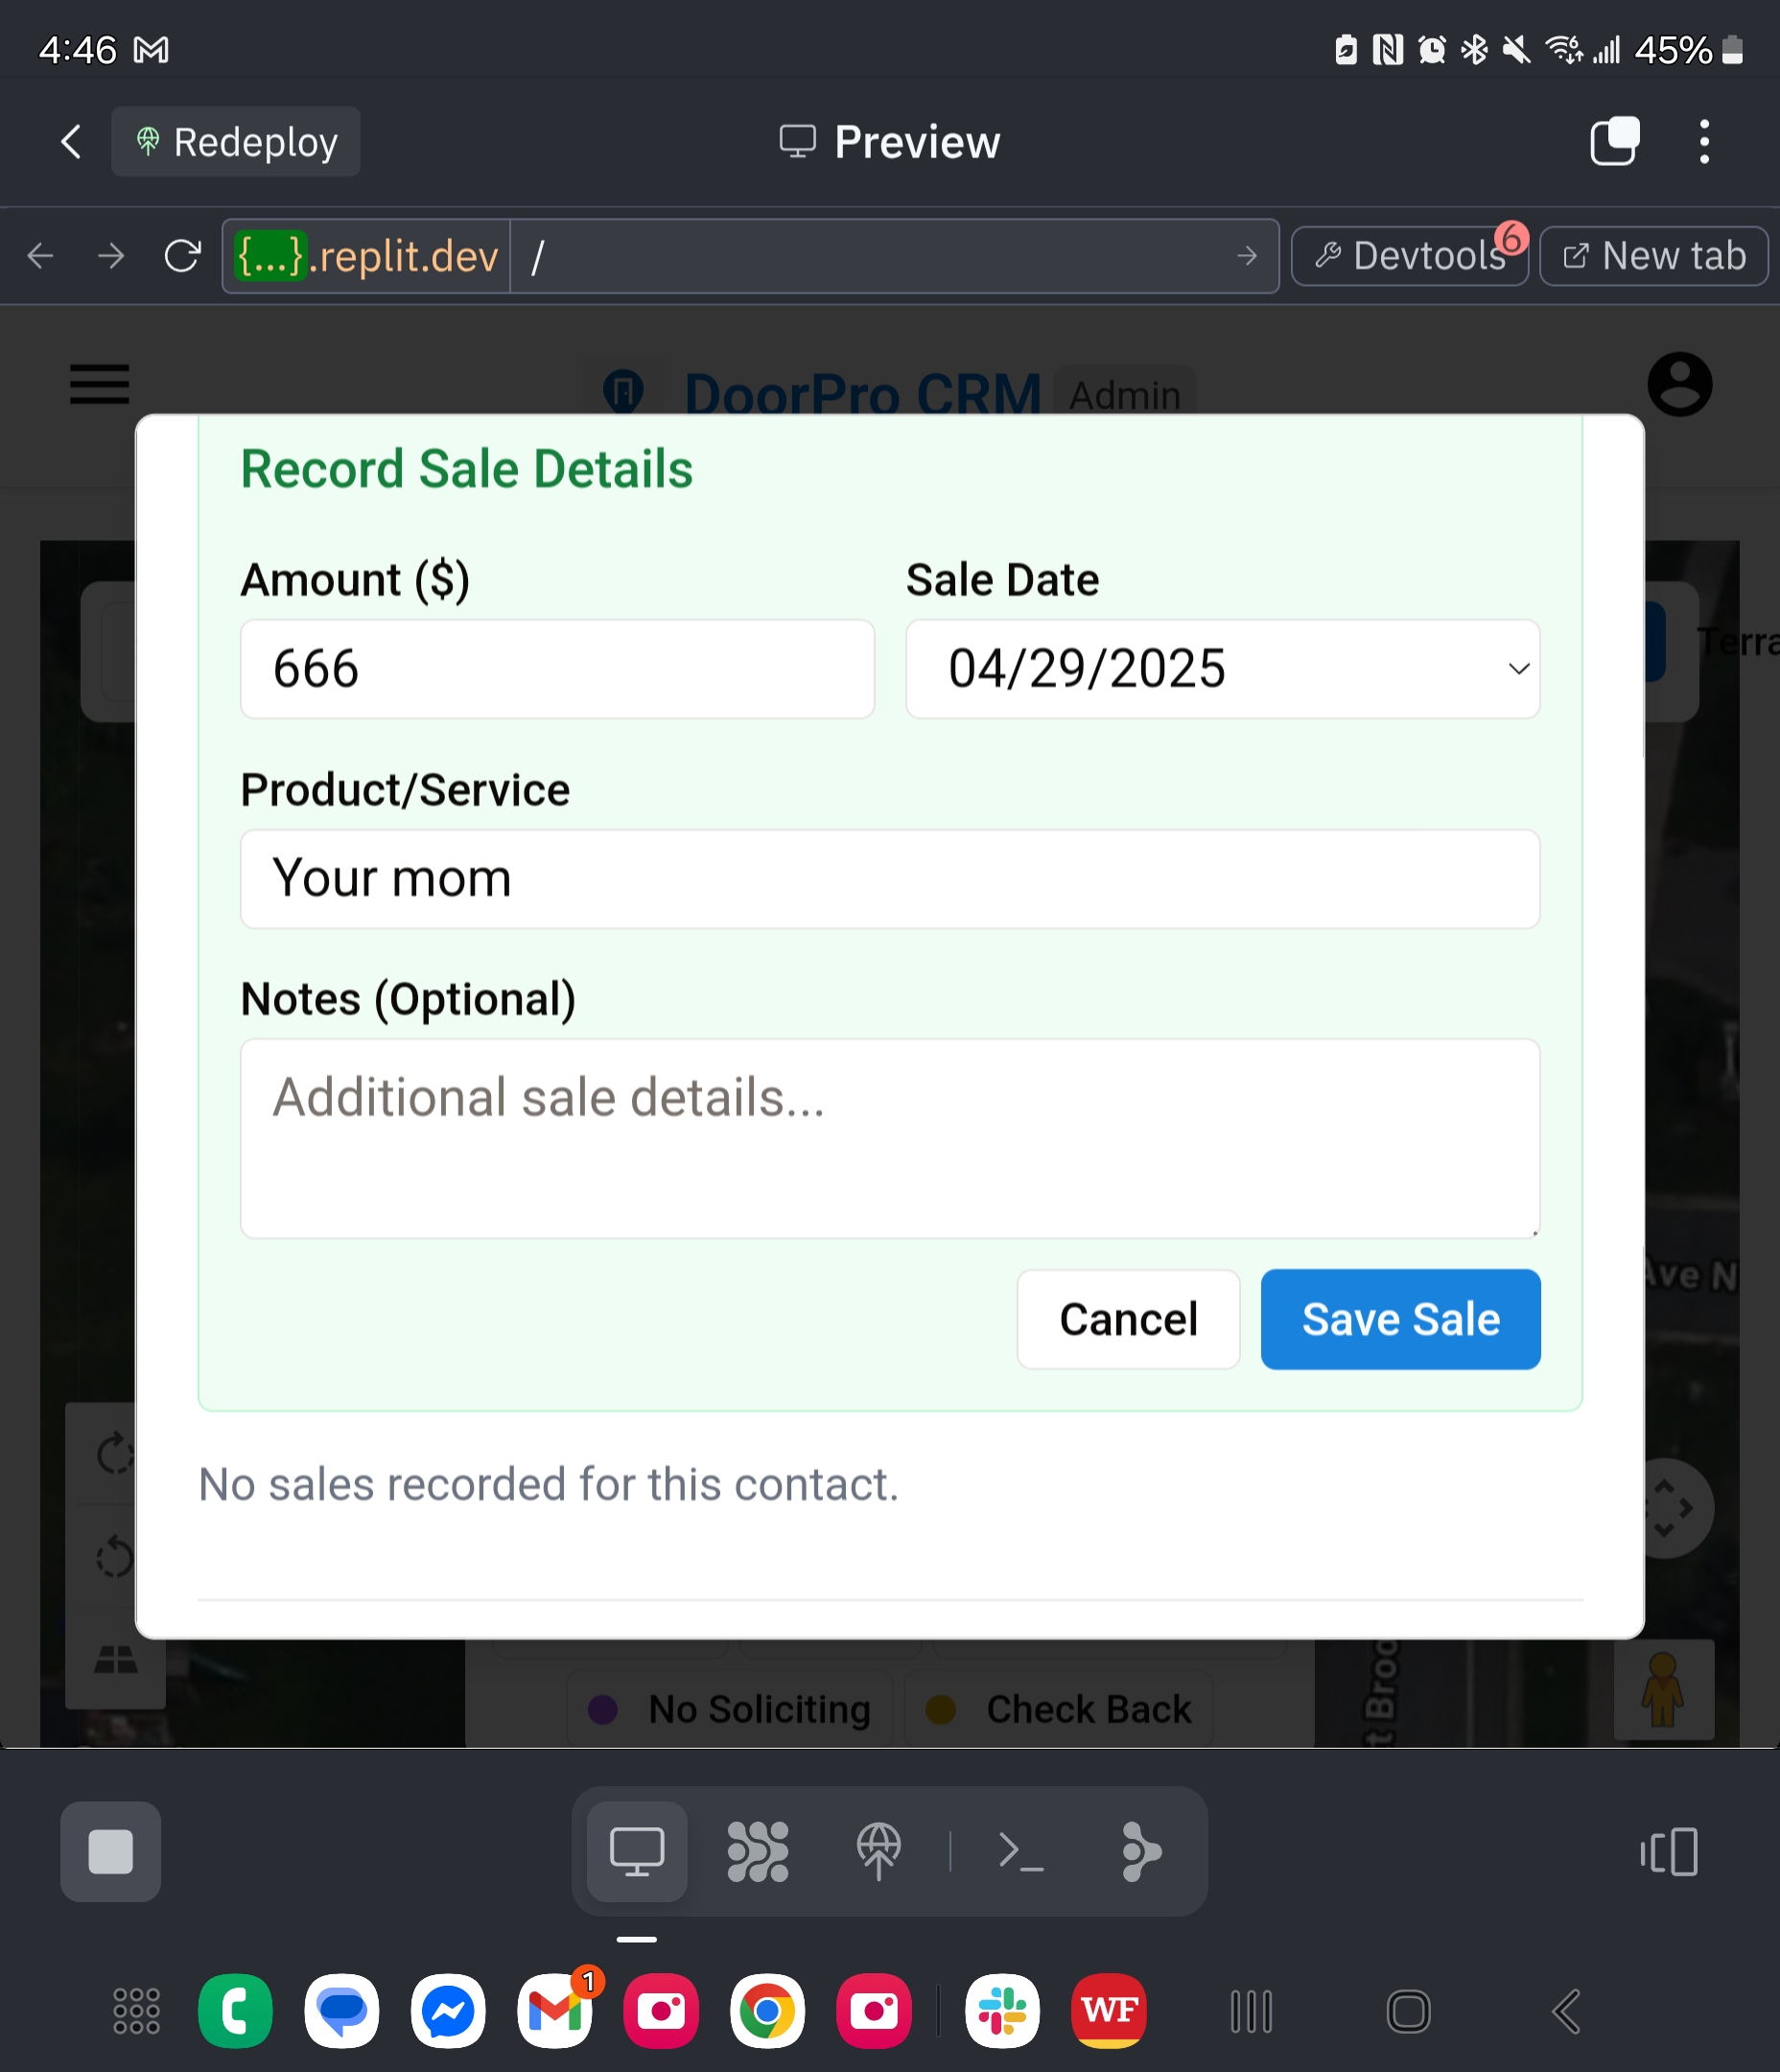 4:46
45%
Redeploy
Preview
{...}.replit.dev
/
Devtools
6
New tab
DoorPro CRM
Admin
Record Sale Details
Amount ($)
Sale Date
666
04/29/2025
Terra
Product/Service
Your mom
Notes (Optional)
Additional sale details...
Ave N
Cancel
Save Sale
No sales recorded for this contact.
No Soliciting
Check Back
t Broo
1
WF